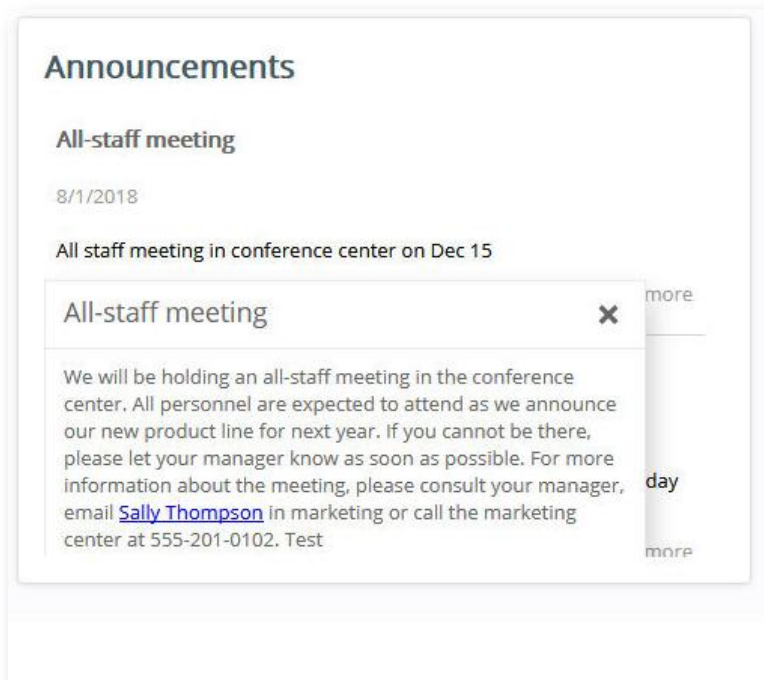 Announcements
All-staff meeting
8/1/2018
All staff meeting in conference center on Dec 15
more
All-staff meeting
We will be holding an all-staff meeting in the conference
center. All personnel are expected to attend as we announce
our new product line for next year. If you cannot be there,
please let your manager know as soon as possible. For more
information about the meeting, please consult your manager,
day
email Sally Thompson in marketing or call the marketing
center at 555-201-0102. Test
more